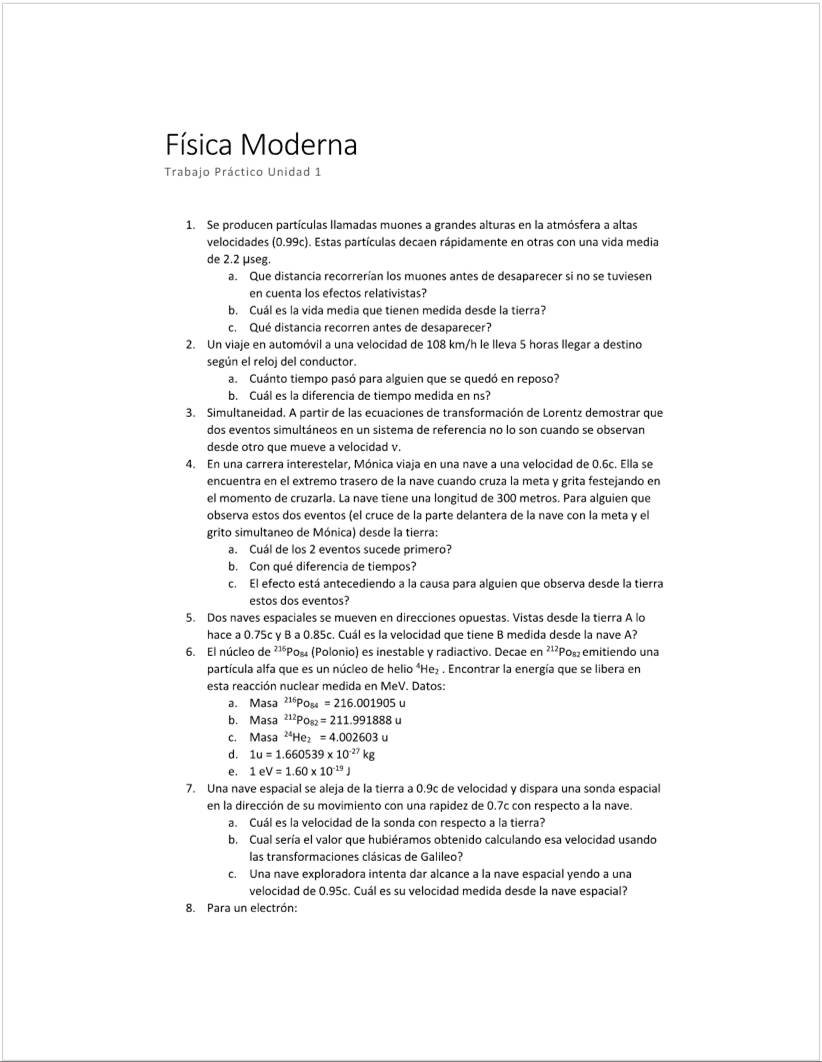 Física Moderna
Trabajo Práctico Unidad 1
1. Se producen partículas llamadas muones a grandes alturas en la atmósfera a altas
velocidades (0.99c). Estas partículas decaen rápidamente en otras con una vida media
de 2.2 µseg.
a. Que distancia recorrerían los muones antes de desaparecer si no se tuviesen
en cuenta los efectos relativistas?
b. Cuál es la vida media que tienen medida desde la tierra?
c. Qué distancia recorren antes de desaparecer?
2. Un viaje en automóvil a una velocidad de 108 km/h le lleva 5 horas llegar a destino
según el reloj del conductor.
a. Cuánto tiempo pasó para alguien que se quedó en reposo?
b. Cuál es la diferencia de tiempo medida en ns?
3. Simultaneidad. A partir de las ecuaciones de transformación de Lorentz demostrar que
dos eventos simultáneos en un sistema de referencia no lo son cuando se observan
desde otro que mueve a velocidad v.
4. En una carrera interestelar, Mónica viaja en una nave a una velocidad de 0.6c. Ella se
encuentra en el extremo trasero de la nave cuando cruza la meta y grita festejando en
el momento de cruzarla. La nave tiene una longitud de 300 metros. Para alguien que
observa estos dos eventos (el cruce de la parte delantera de la nave con la meta y el
grito simultaneo de Mónica) desde la tierra:
a. Cuál de los 2 eventos sucede primero?
b. Con qué diferencia de tiempos?
c. El efecto está antecediendo a la causa para alguien que observa desde la tierra
estos dos eventos?
5. Dos naves espaciales se mueven en direcciones opuestas. Vistas desde la tierra A lo
hace a 0.75c y B a 0.85c. Cuál es la velocidad que tiene B medida desde la nave A?
6. El núcleo de ²¹⁶Po₈₄ (Polonio) es inestable y radiactivo. Decae en ²¹²Po₈₂ emitiendo una
partícula alfa que es un núcleo de helio ⁴He₂ . Encontrar la energía que se libera en
esta reacción nuclear medida en MeV. Datos:
a. Masa ²¹⁶Po₈₄ = 216.001905 u
b. Masa ²¹²Po₈₂ = 211.991888 u
c. Masa ²⁴He₂ = 4.002603 u
d. 1u = 1.660539 x 10⁻²⁷ kg
e. 1 eV = 1.60 x 10⁻¹⁹ J
7. Una nave espacial se aleja de la tierra a 0.9c de velocidad y dispara una sonda espacial
en la dirección de su movimiento con una rapidez de 0.7c con respecto a la nave.
a. Cuál es la velocidad de la sonda con respecto a la tierra?
b. Cual sería el valor que hubiéramos obtenido calculando esa velocidad usando
las transformaciones clásicas de Galileo?
c. Una nave exploradora intenta dar alcance a la nave espacial yendo a una
velocidad de 0.95c. Cuál es su velocidad medida desde la nave espacial?
8. Para un electrón: